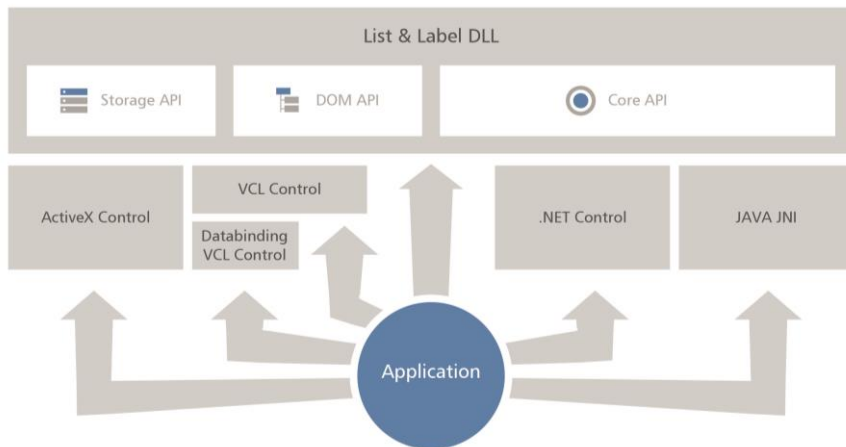 List & Label DLL
Storage API
DOM API
Core API
ActiveX Control
VCL Control
Databinding
VCL Control
.NET Control
JAVA JNI
Application